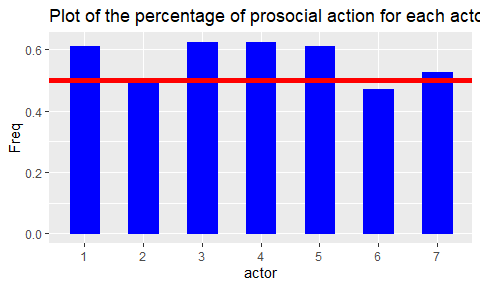 Plot of the percentage of prosocial action for each acto
Freq
0.6
0.4
0.2
0.0
1 2 3 4 5 6 7
actor